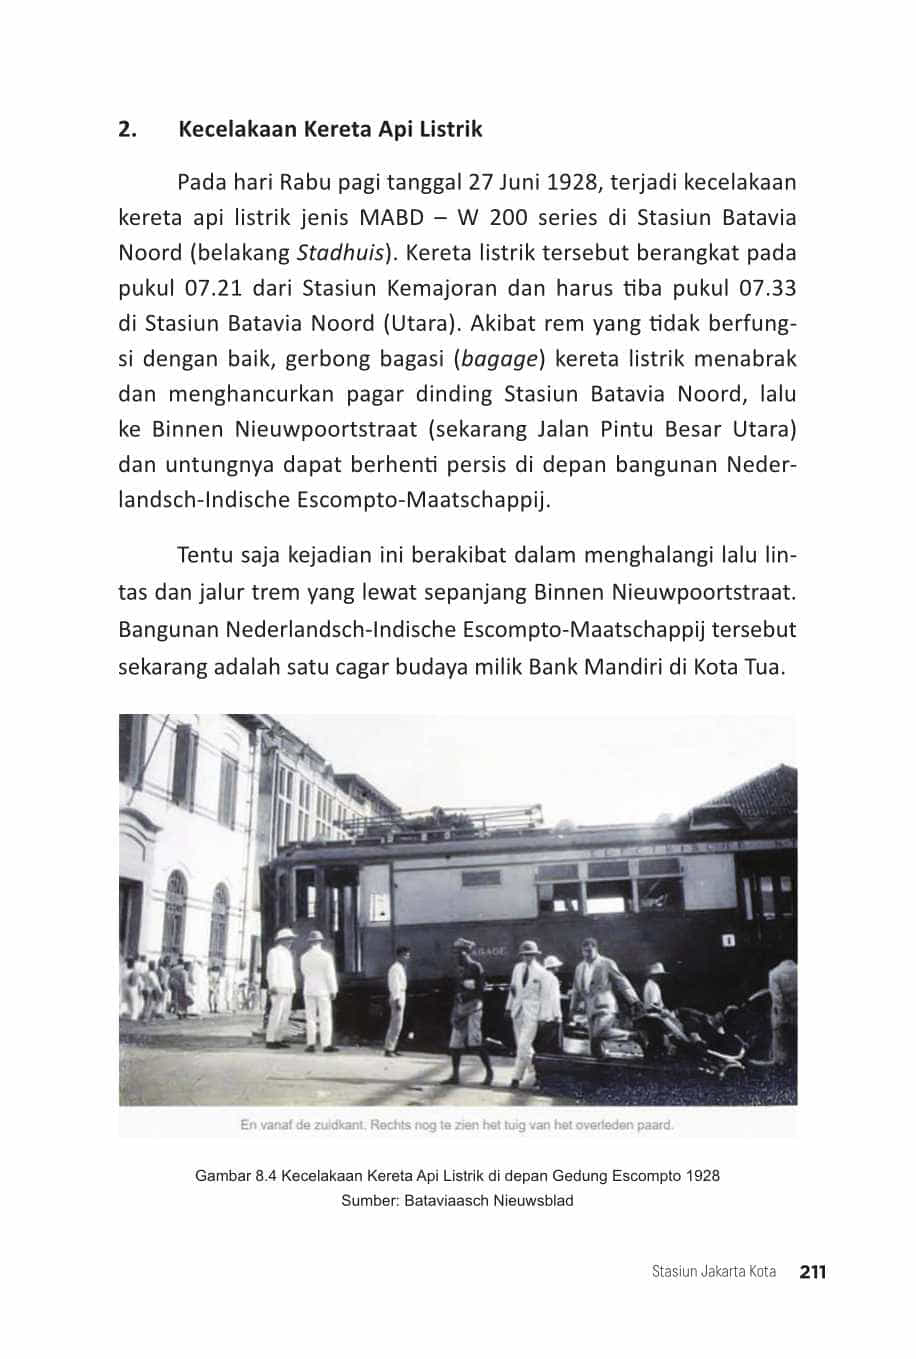 2. Kecelakaan Kereta Api Listrik
Pada hari Rabu pagi tanggal 27 Juni 1928, terjadi kecelakaan
kereta api listrik jenis MABD – W 200 series di Stasiun Batavia
Noord (belakang Stadhuis). Kereta listrik tersebut berangkat pada
pukul 07.21 dari Stasiun Kemajoran dan harus tiba pukul 07.33
di Stasiun Batavia Noord (Utara). Akibat rem yang tidak berfung-
si dengan baik, gerbong bagasi (bagage) kereta listrik menabrak
dan menghancurkan pagar dinding Stasiun Batavia Noord, lalu
ke Binnen Nieuwpoortstraat (sekarang Jalan Pintu Besar Utara)
dan untungnya dapat berhenti persis di depan bangunan Neder-
landsch-Indische Escompto-Maatschappij.
Tentu saja kejadian ini berakibat dalam menghalangi lalu lin-
tas dan jalur trem yang lewat sepanjang Binnen Nieuwpoortstraat.
Bangunan Nederlandsch-Indische Escompto-Maatschappij tersebut
sekarang adalah satu cagar budaya milik Bank Mandiri di Kota Tua.
ELECTRISCHE
En vanaf de zuidkant. Rechts nog te zien het tuig van het overleden paard.
Gambar 8.4 Kecelakaan Kereta Api Listrik di depan Gedung Escompto 1928
Sumber: Bataviaasch Nieuwsblad
Stasiun Jakarta Kota 211